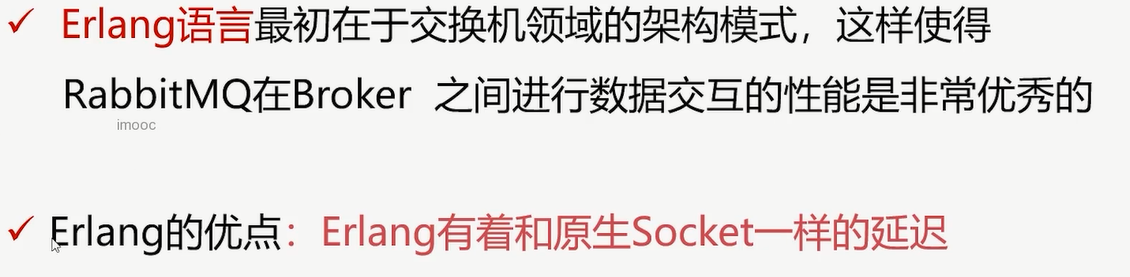 ✓ Erlang语言最初在于交换机领域的架构模式，这样使得
RabbitMQ在Broker 之间进行数据交互的性能是非常优秀的
imooc
✓ Erlang的优点：Erlang有着和原生Socket一样的延迟